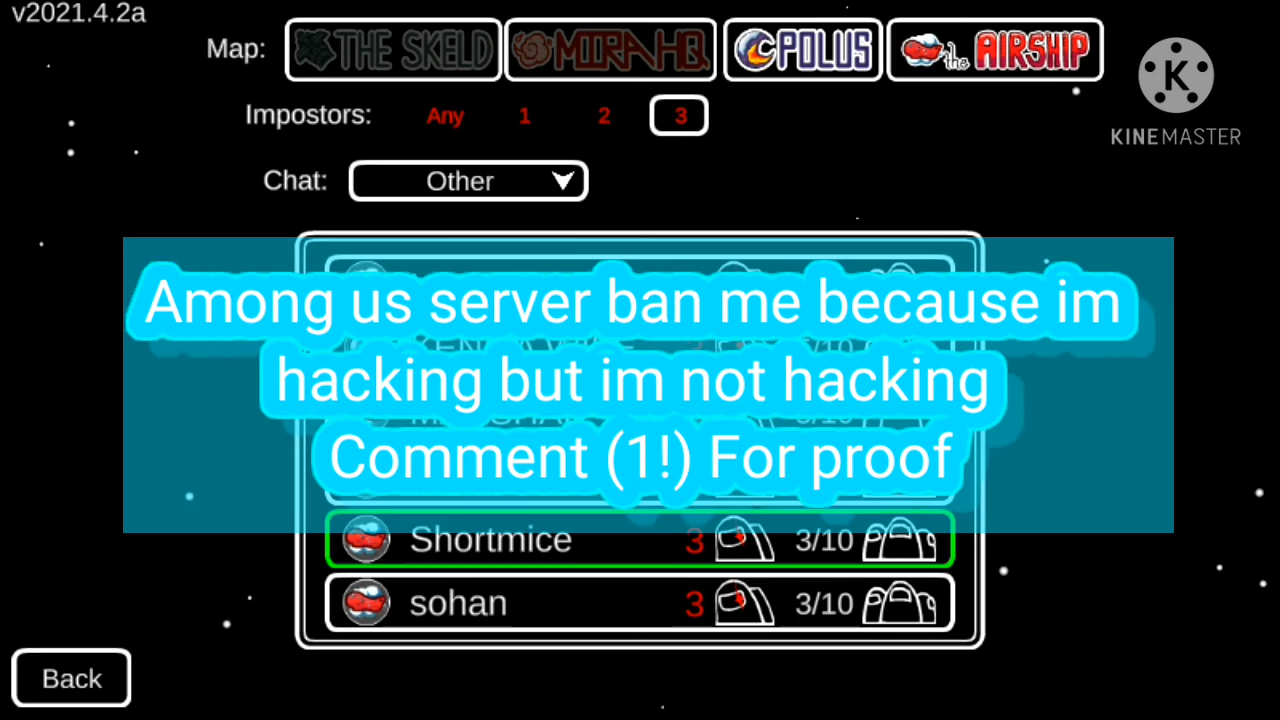 v2021.4.2a
Map: THE SKELD MIRA HQ POLUS the AIRSHIP
Impostors: Any 1 2 3
K
KINEMASTER
Chat: Other
Among us server ban me because im
hacking but im not hacking
Comment (1!) For proof
Shortmice 3 3/10
sohan 3 3/10
Back